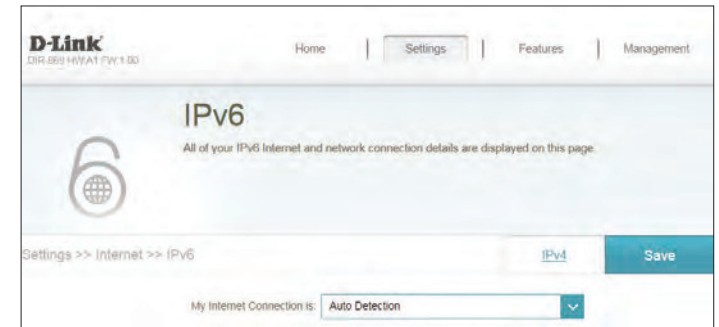 D-Link
DIR-869 HW:A1 FW:1.00
Home | Settings | Features | Management
IPv6
All of your IPv6 Internet and network connection details are displayed on this page.
Settings >> Internet >> IPv6
IPv4
Save
My Internet Connection is: Auto Detection